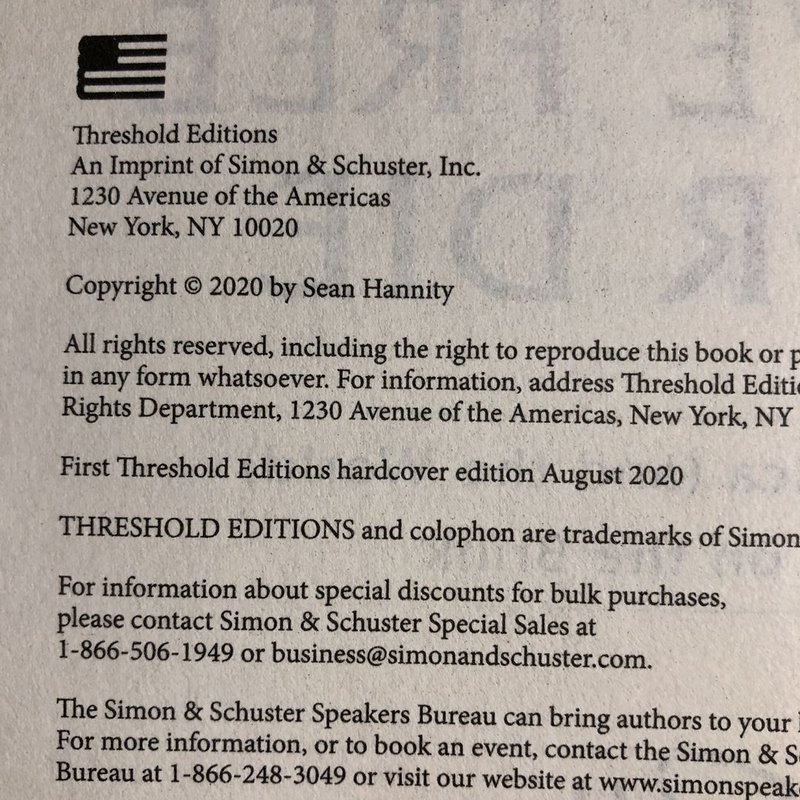 Threshold Editions
An Imprint of Simon & Schuster, Inc.
1230 Avenue of the Americas
New York, NY 10020
Copyright © 2020 by Sean Hannity
All rights reserved, including the right to reproduce this book or p
in any form whatsoever. For information, address Threshold Editi
Rights Department, 1230 Avenue of the Americas, New York, NY
First Threshold Editions hardcover edition August 2020
THRESHOLD EDITIONS and colophon are trademarks of Simon
For information about special discounts for bulk purchases,
please contact Simon & Schuster Special Sales at
1-866-506-1949 or business@simonandschuster.com.
The Simon & Schuster Speakers Bureau can bring authors to your
For more information, or to book an event, contact the Simon & S
Bureau at 1-866-248-3049 or visit our website at www.simonspeak